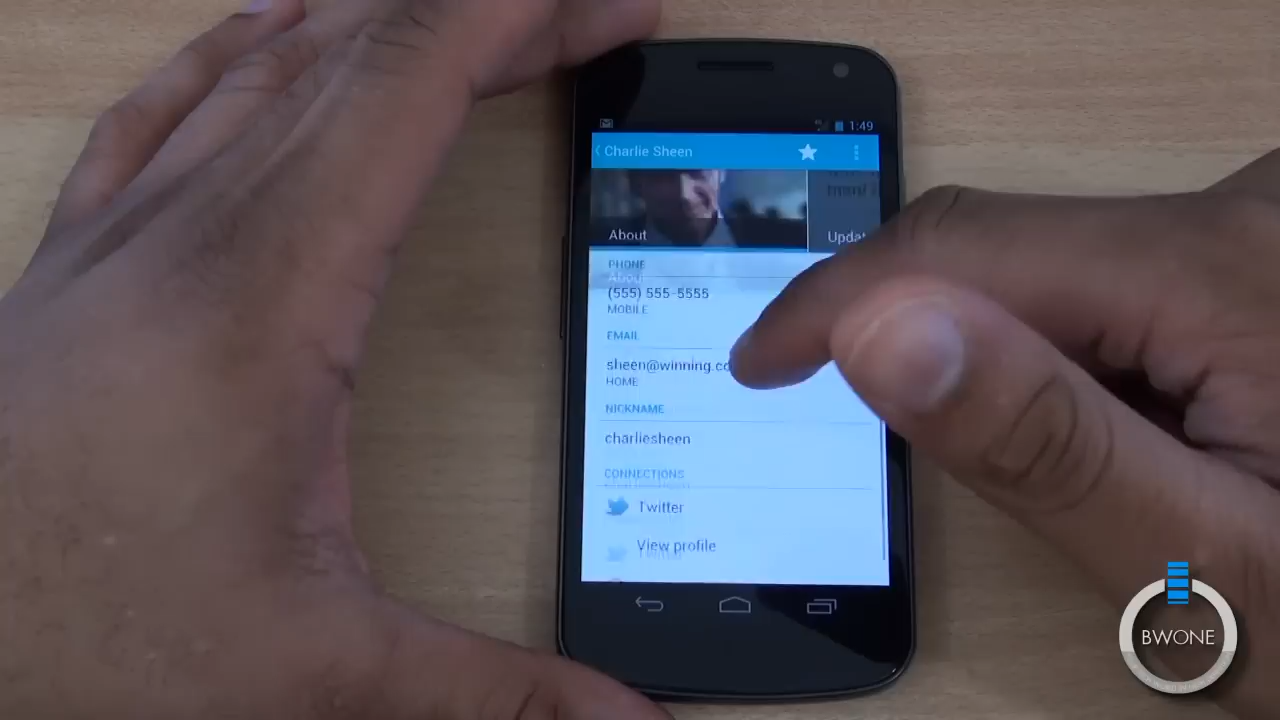 1:49
Charlie Sheen
About
Updat
PHONE
(555) 555-5555
MOBILE
EMAIL
sheen@winning.co
HOME
NICKNAME
charliesheen
CONNECTIONS
Twitter
View profile
BWONE